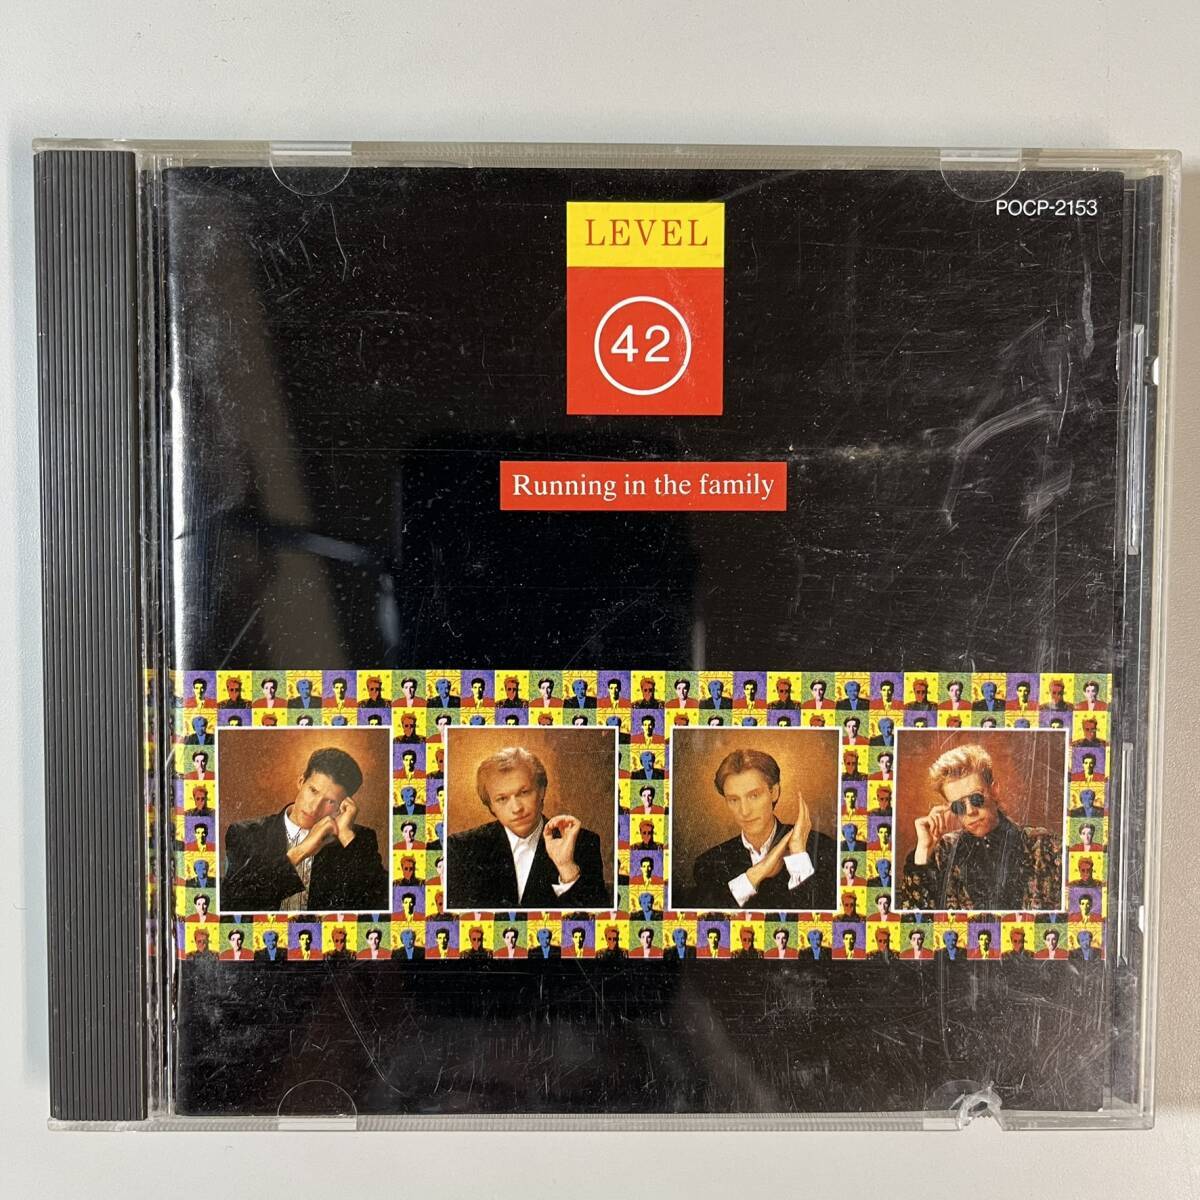 POCP-2153
LEVEL
42
Running in the family